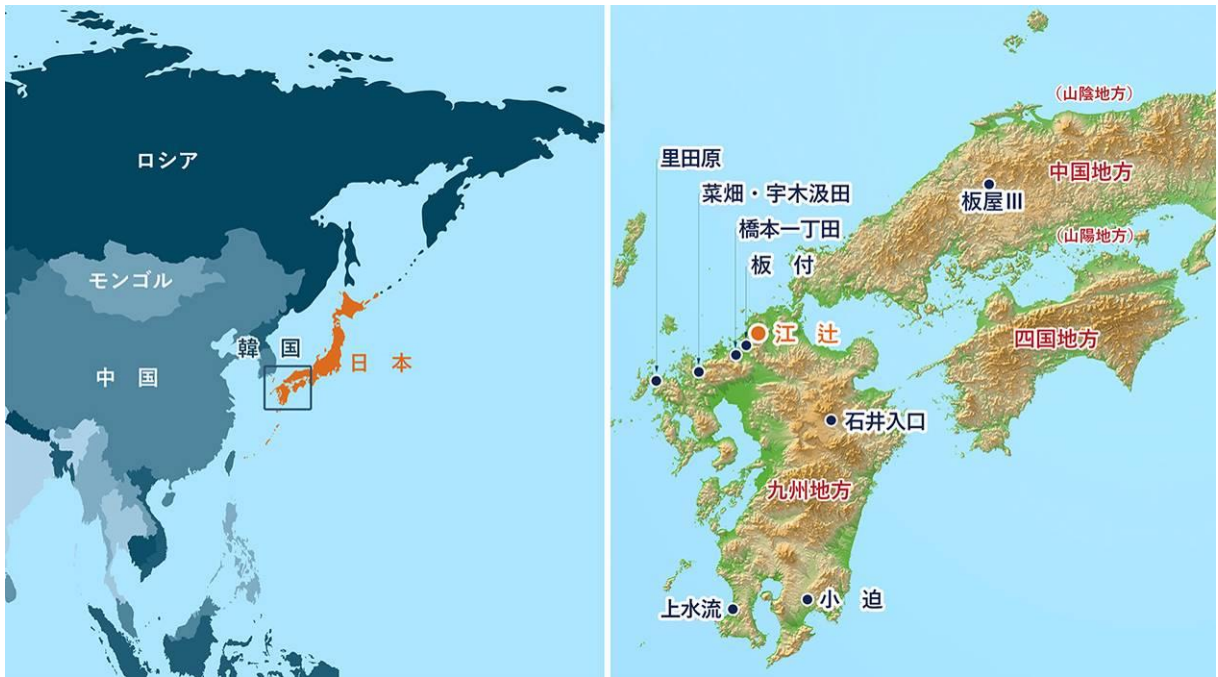 ロシア
モンゴル
韓 国
日 本
中 国
（山陰地方）
里田原
中国地方
菜畑・宇木汲田
板屋Ⅲ
橋本一丁田
（山陽地方）
板 付
江 辻
四国地方
石井入口
九州地方
上水流
小 迫